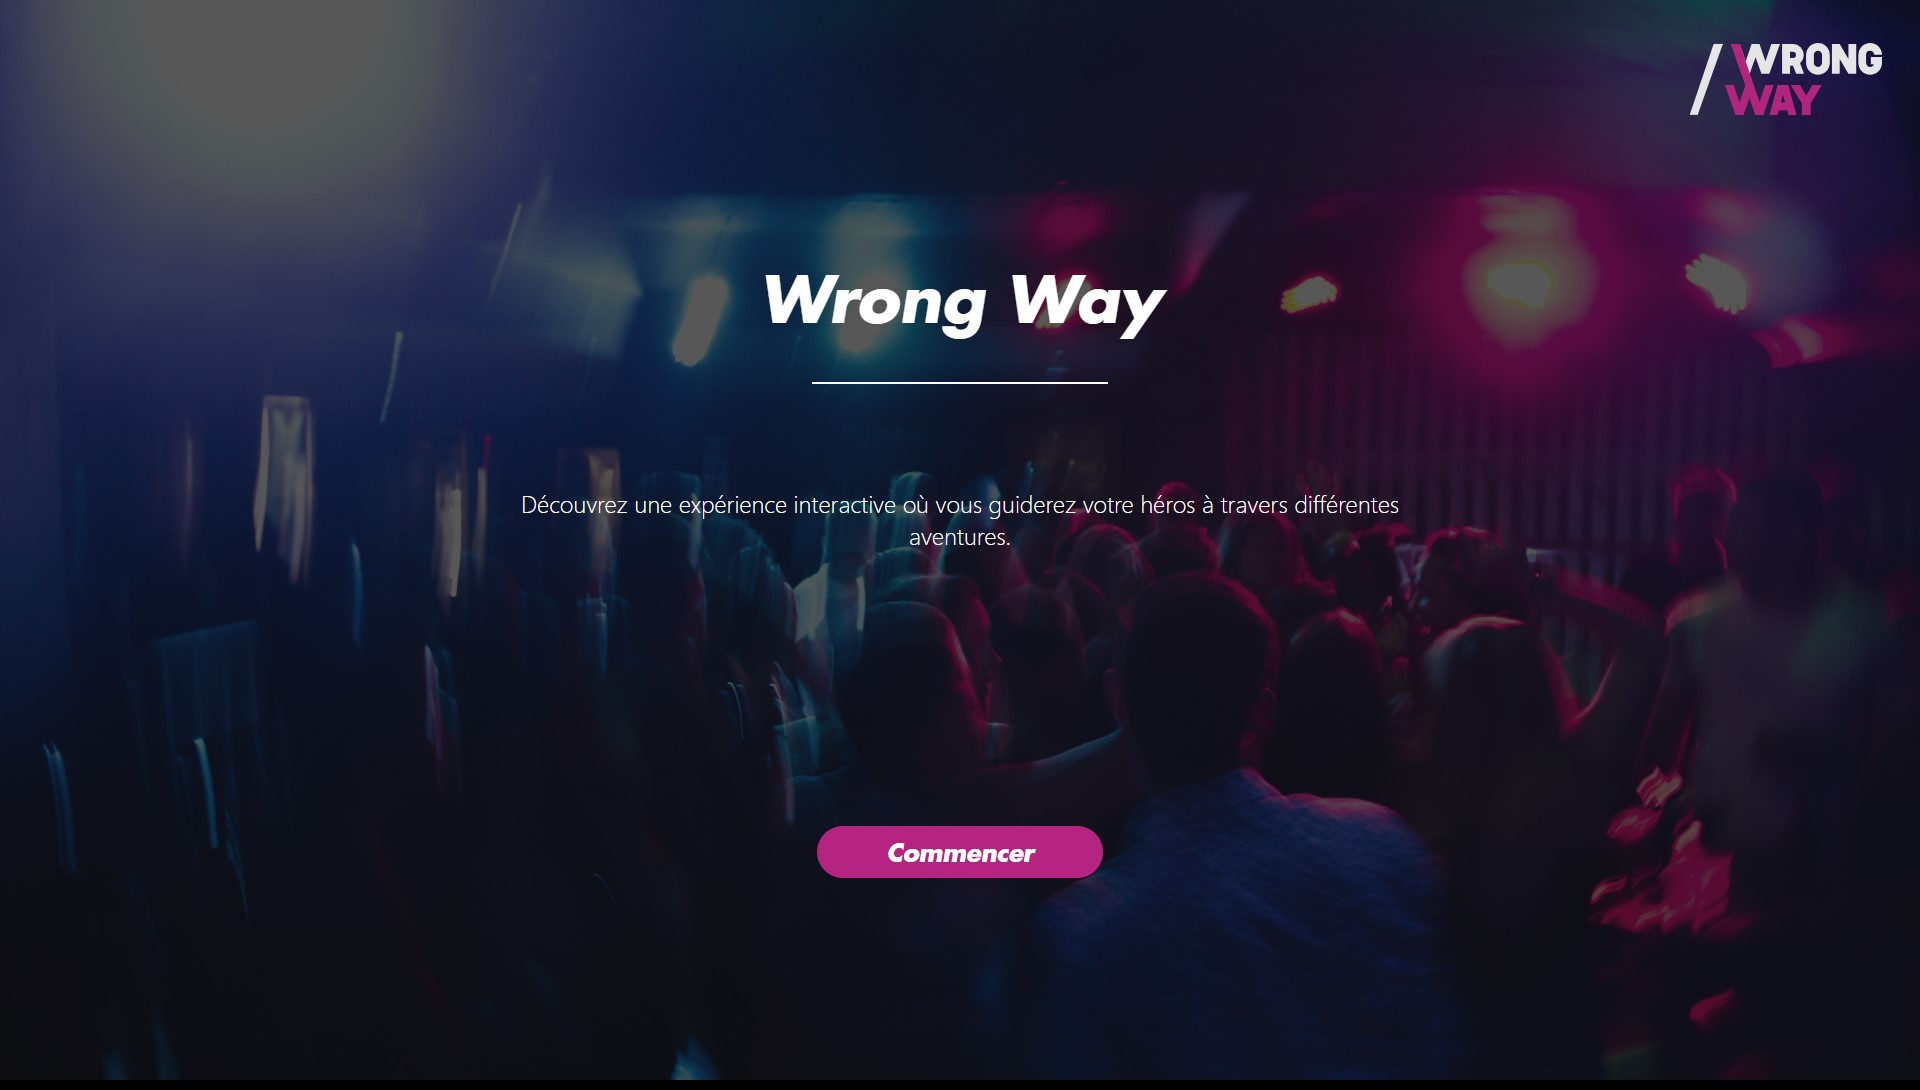 WRONG
WAY
Wrong Way
Découvrez une expérience interactive où vous guiderez votre héros à travers différentes
aventures.
Commencer